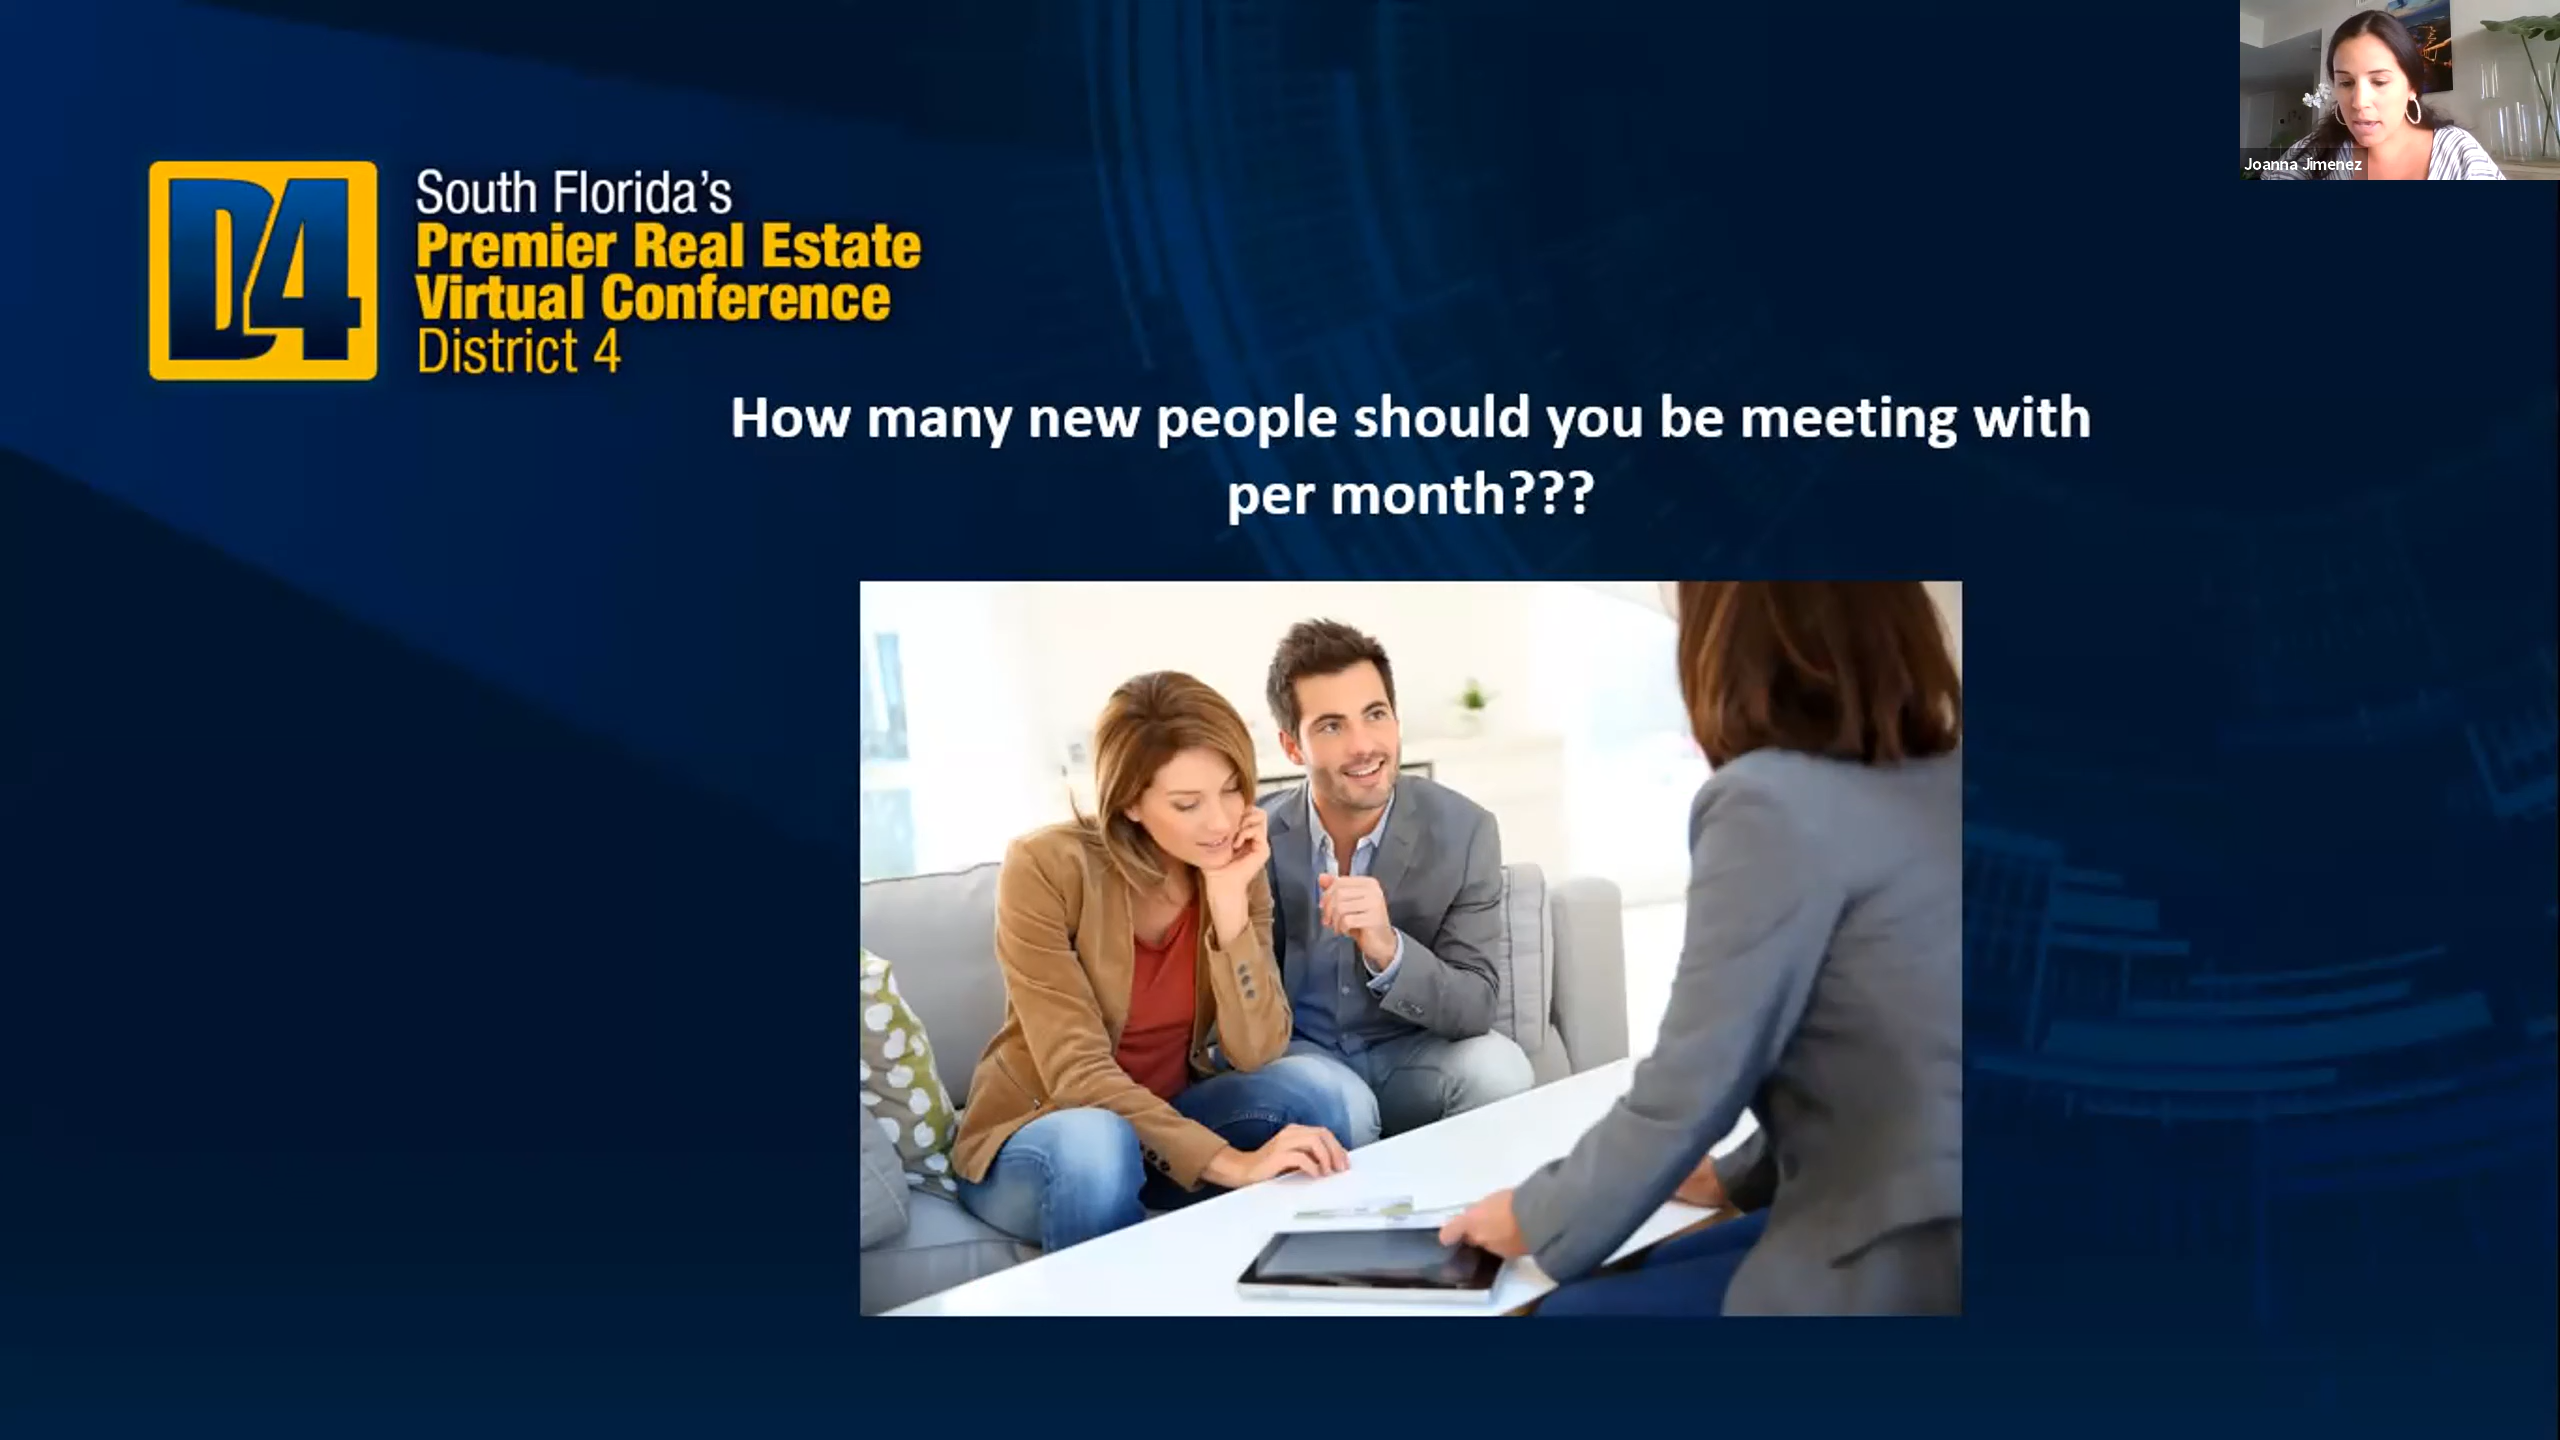 D4
South Florida's
Premier Real Estate
Virtual Conference
District 4
How many new people should you be meeting with
per month???
Joanna Jimenez